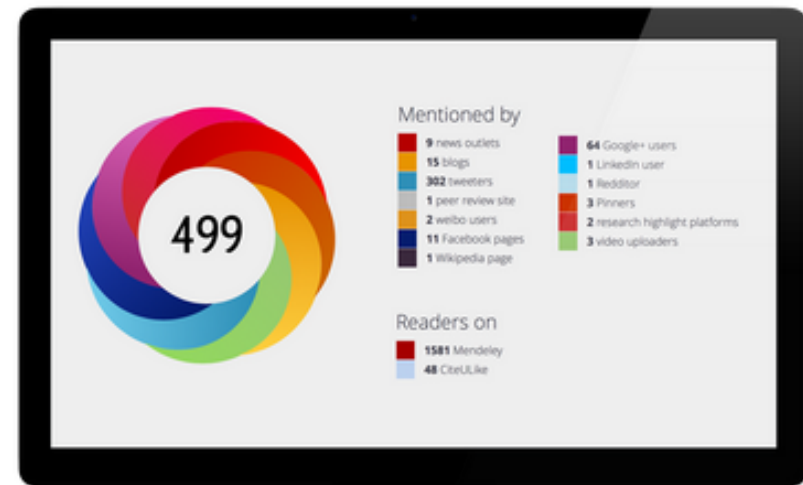 499
Mentioned by
9 news outlets
15 blogs
302 tweeters
1 peer review site
2 weibo users
11 Facebook pages
1 Wikipedia page
64 Google+ users
1 LinkedIn user
1 Redditor
3 Pinners
2 research highlight platforms
3 video uploaders
Readers on
1581 Mendeley
48 CiteULike